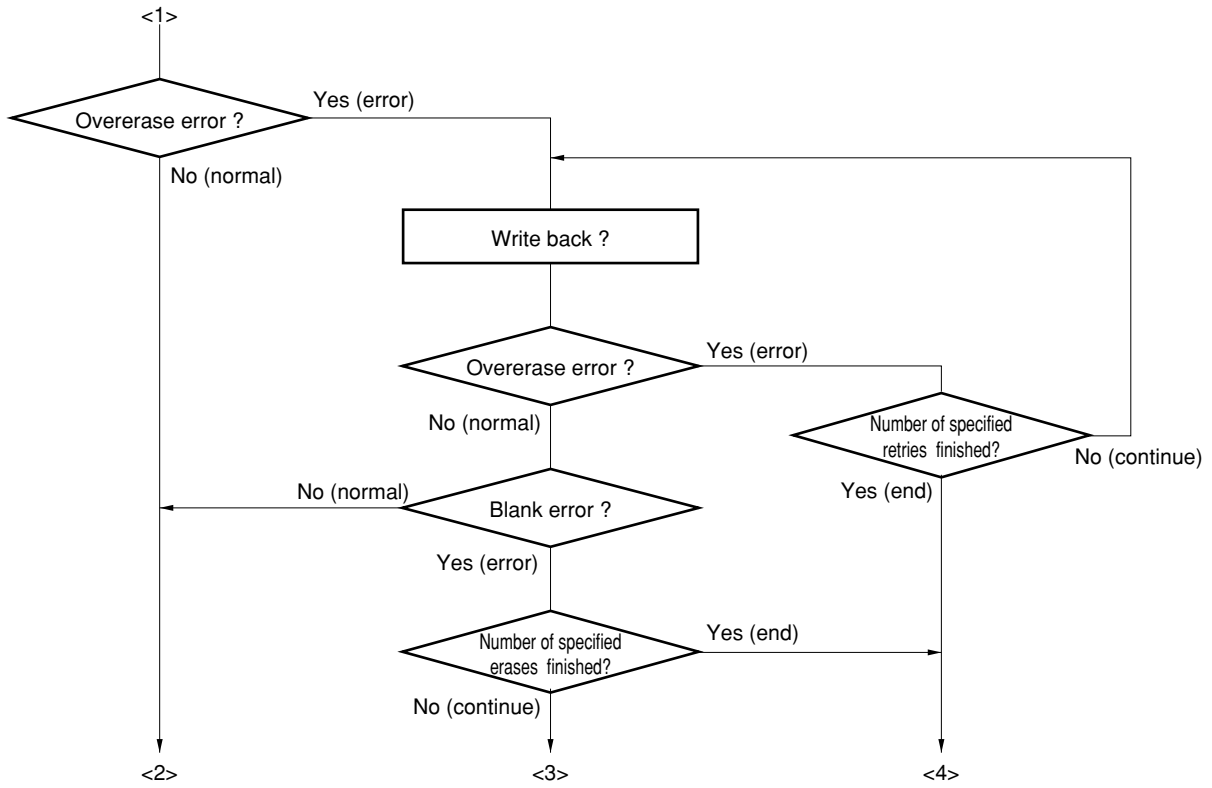 <1>
Overerase error ?
Yes (error)
No (normal)
Write back ?
Overerase error ?
Yes (error)
No (normal)
Number of specified
retries finished?
No (continue)
Yes (end)
No (normal)
Blank error ?
Yes (error)
Number of specified
erases finished?
Yes (end)
No (continue)
<2>
<3>
<4>